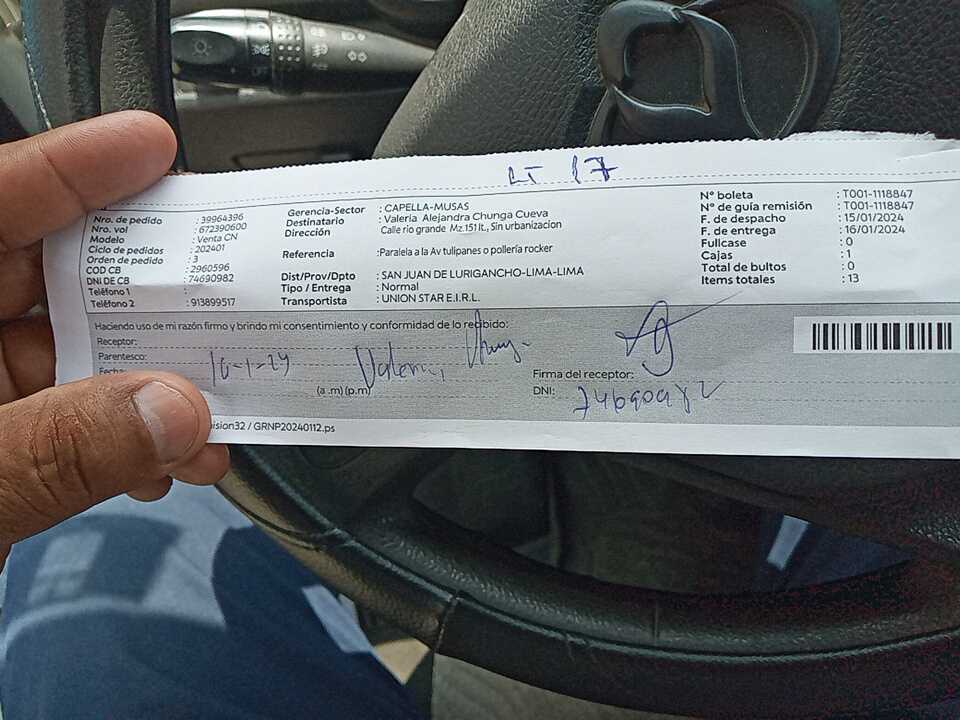 LT 17
Nro. de pedido : 39964396
Nro. vol : 672390600
Modelo : Venta CN
Ciclo de pedidos : 202401
Orden de pedido : 3
COD CB : 2960596
DNI DE CB : 74690982
Teléfono 1 :
Teléfono 2 : 913899517
Gerencia-Sector : CAPELLA-MUSAS
Destinatario : Valeria Alejandra Chunga Cueva
Dirección Calle río grande Mz.151 lt., Sin urbanizacion
Referencia :Paralela a la Av tulipanes o pollería rocker
Dist/Prov/Dpto : SAN JUAN DE LURIGANCHO-LIMA-LIMA
Tipo / Entrega : Normal
Transportista : UNION STAR E.I.R.L.
N° boleta : T001-1118847
N° de guía remisión : T001-1118847
F. de despacho : 15/01/2024
F. de entrega : 16/01/2024
Fullcase : 0
Cajas : 1
Total de bultos : 0
Items totales : 13
Haciendo uso de mi razón firmo y brindo mi consentimiento y conformidad de lo recibido:
Receptor:
Parentesco:
Fecha: 16-1-24 (a .m) (p.m)
Valeria Chung.
Firma del receptor:
DNI: 74690982
ision32 / GRNP20240112.ps